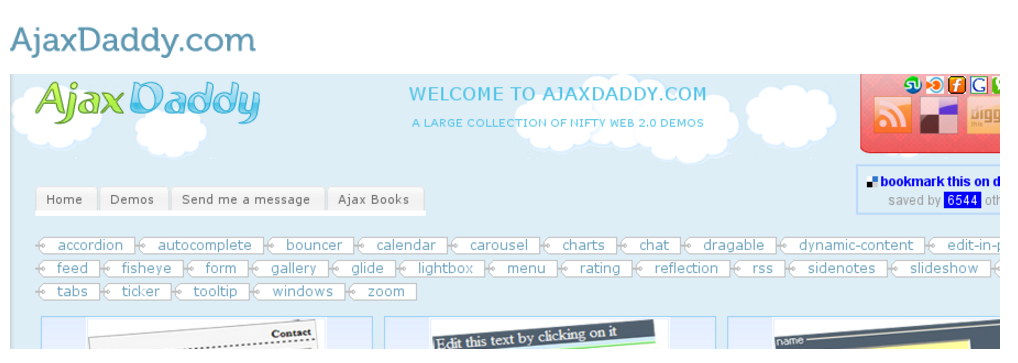 AjaxDaddy.com
Ajax Daddy
WELCOME TO AJAXDADDY.COM
A LARGE COLLECTION OF NIFTY WEB 2.0 DEMOS
digg
bookmark this on d
saved by 6544 oth
Home Demos Send me a message Ajax Books
accordion autocomplete bouncer calendar carousel charts chat dragable dynamic-content edit-in-p
feed fisheye form gallery glide lightbox menu rating reflection rss sidenotes slideshow
tabs ticker tooltip windows zoom
Contact
Edit this text by clicking on it
name